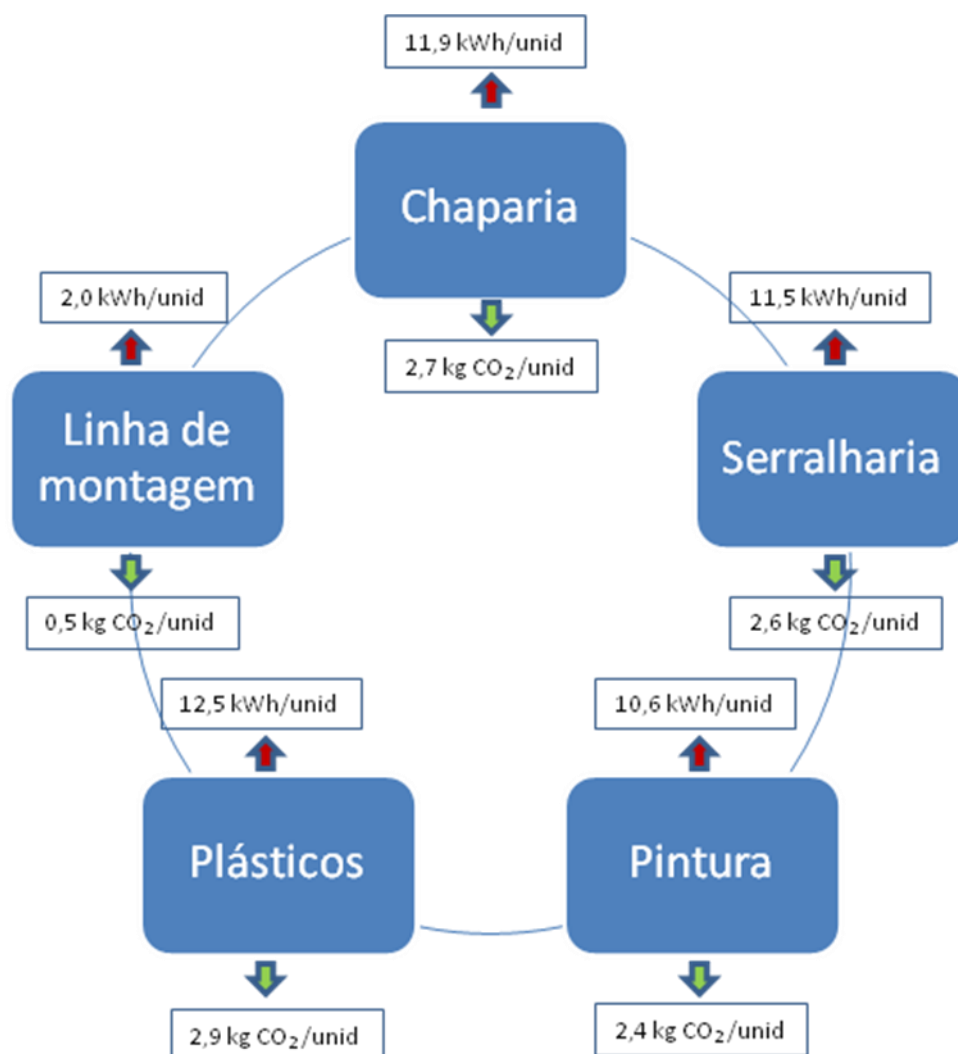 11,9 kWh/unid
Chaparia
2,7 kg CO₂/unid
2,0 kWh/unid
Linha de
montagem
0,5 kg CO₂/unid
11,5 kWh/unid
Serralharia
2,6 kg CO₂/unid
12,5 kWh/unid
Plásticos
2,9 kg CO₂/unid
10,6 kWh/unid
Pintura
2,4 kg CO₂/unid